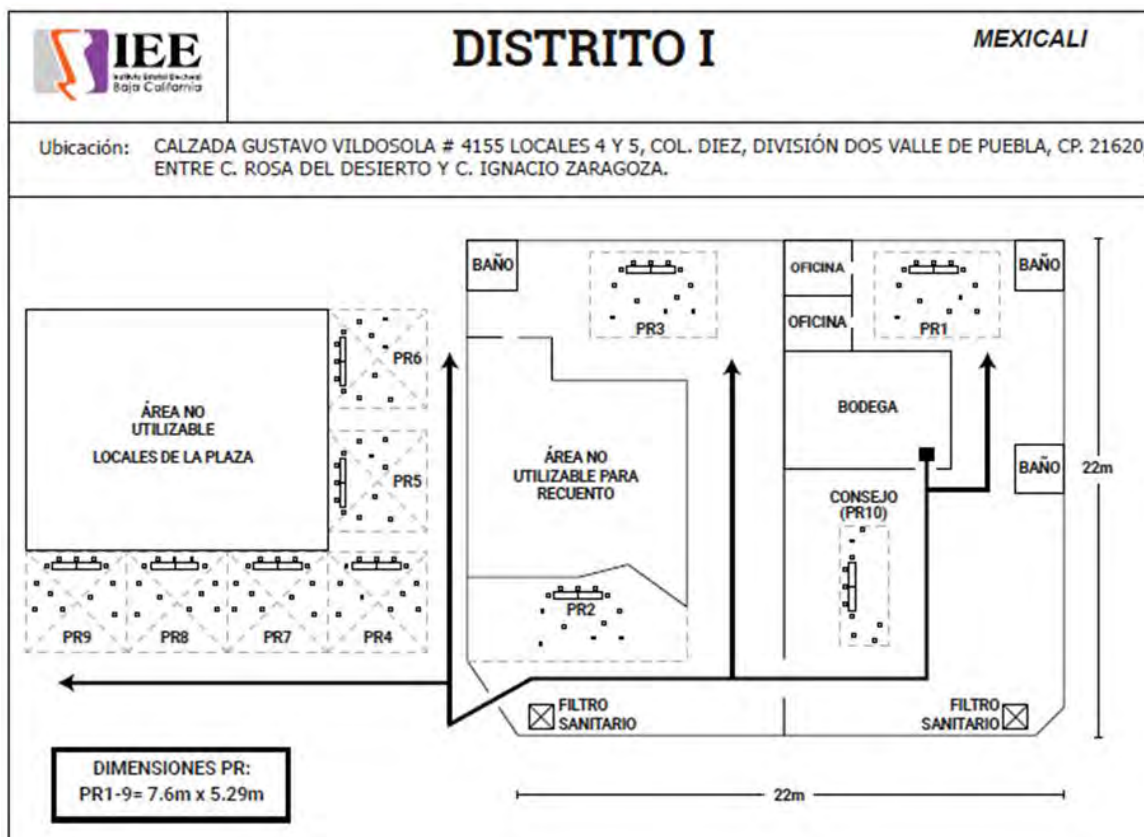 IEE
Instituto Estatal Electoral
Baja California
DISTRITO I
MEXICALI
Ubicación: CALZADA GUSTAVO VILDOSOLA # 4155 LOCALES 4 Y 5, COL. DIEZ, DIVISIÓN DOS VALLE DE PUEBLA, CP. 21620,
ENTRE C. ROSA DEL DESIERTO Y C. IGNACIO ZARAGOZA.
BAÑO
PR3
OFICINA
OFICINA
PR1
BAÑO
PR6
ÁREA NO
UTILIZABLE
LOCALES DE LA PLAZA
PR5
ÁREA NO
UTILIZABLE PARA
RECUENTO
BODEGA
BAÑO
22m
CONSEJO
(PR10)
PR2
PR9
PR8
PR7
PR4
FILTRO
SANITARIO
FILTRO
SANITARIO
DIMENSIONES PR:
PR1-9= 7.6m x 5.29m
22m